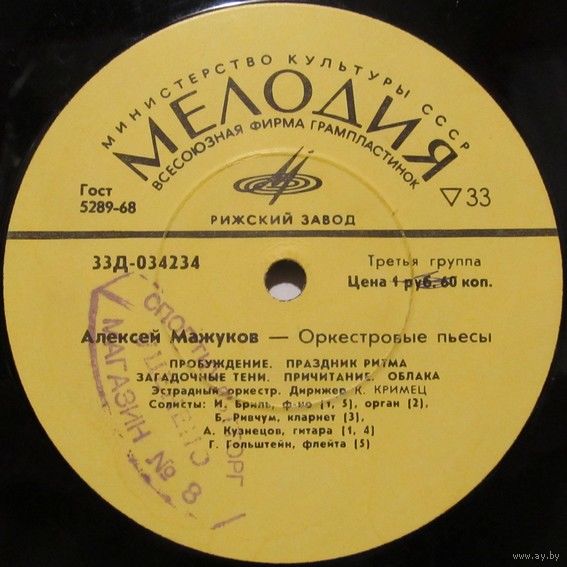 МИНИСТЕРСТВО КУЛЬТУРЫ СССР
МЕЛОДИЯ
ВСЕСОЮЗНАЯ ФИРМА ГРАМПЛАСТИНОК
Гост
5289-68
▽33
РИЖСКИЙ ЗАВОД
33Д-034234
Третья группа
Цена 1 руб. 60 коп.
Алексей Мажуков — Оркестровые пьесы
ПРОБУЖДЕНИЕ. ПРАЗДНИК РИТМА
ЗАГАДОЧНЫЕ ТЕНИ. ПРИЧИТАНИЕ. ОБЛАКА
Эстрадный оркестр. Дирижер К. КРИМЕЦ
Солисты: И. Бриль, ф-но (1, 5), орган (2),
Б. Ривчум, кларнет (3),
А. Кузнецов, гитара (1, 4)
Г. Гольштейн, флейта (5)
МАГАЗИН № 8
www.ay.by